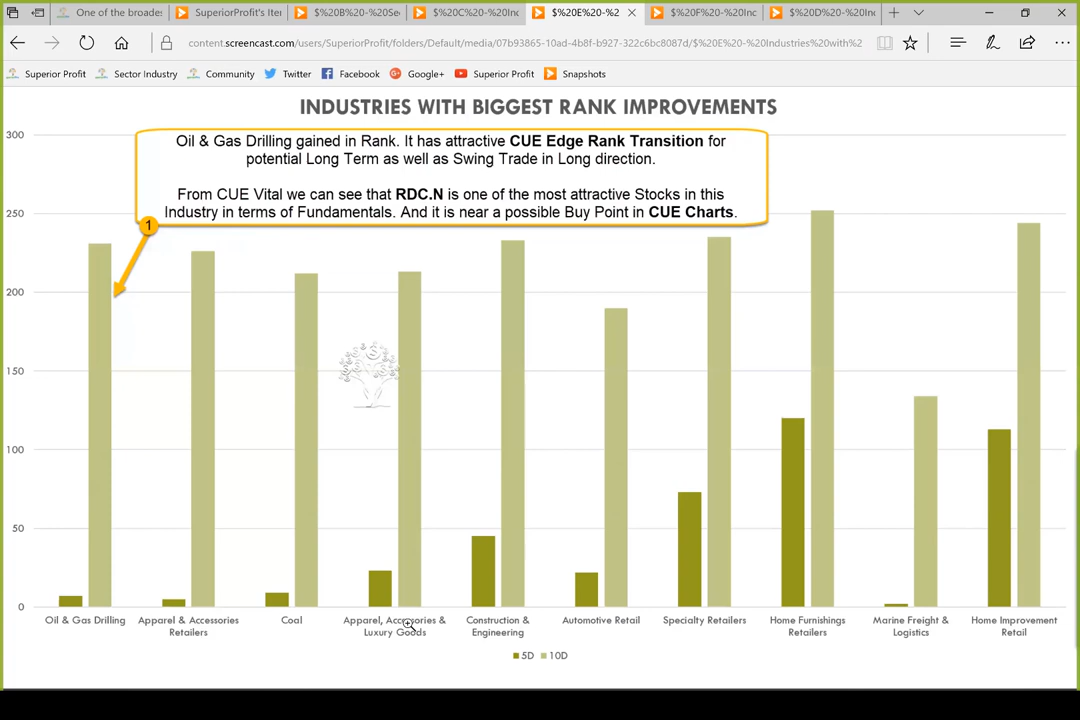 One of the broade
SuperiorProfit's Iter
$%20B%20-%20Se
$%20C%20-%20Inc
$%20E%20-%2
$%20F%20-%20Inc
$%20D%20-%20In
content.screencast.com/users/SuperiorProfit/folders/Default/media/07b93865-10ad-4b8f-b927-322c6bc8087d/$%20E%20-%20Industries%20with%2
Superior Profit
Sector Industry
Community
Twitter
Facebook
Google+
Superior Profit
Snapshots
INDUSTRIES WITH BIGGEST RANK IMPROVEMENTS
Oil & Gas Drilling gained in Rank. It has attractive CUE Edge Rank Transition for
potential Long Term as well as Swing Trade in Long direction.
From CUE Vital we can see that RDC.N is one of the most attractive Stocks in this
Industry in terms of Fundamentals. And it is near a possible Buy Point in CUE Charts.
1
300
250
200
150
100
50
0
Oil & Gas Drilling
Apparel & Accessories
Retailers
Coal
Apparel, Accessories &
Luxury Goods
Construction &
Engineering
Automotive Retail
Specialty Retailers
Home Furnishings
Retailers
Marine Freight &
Logistics
Home Improvement
Retail
5D
10D